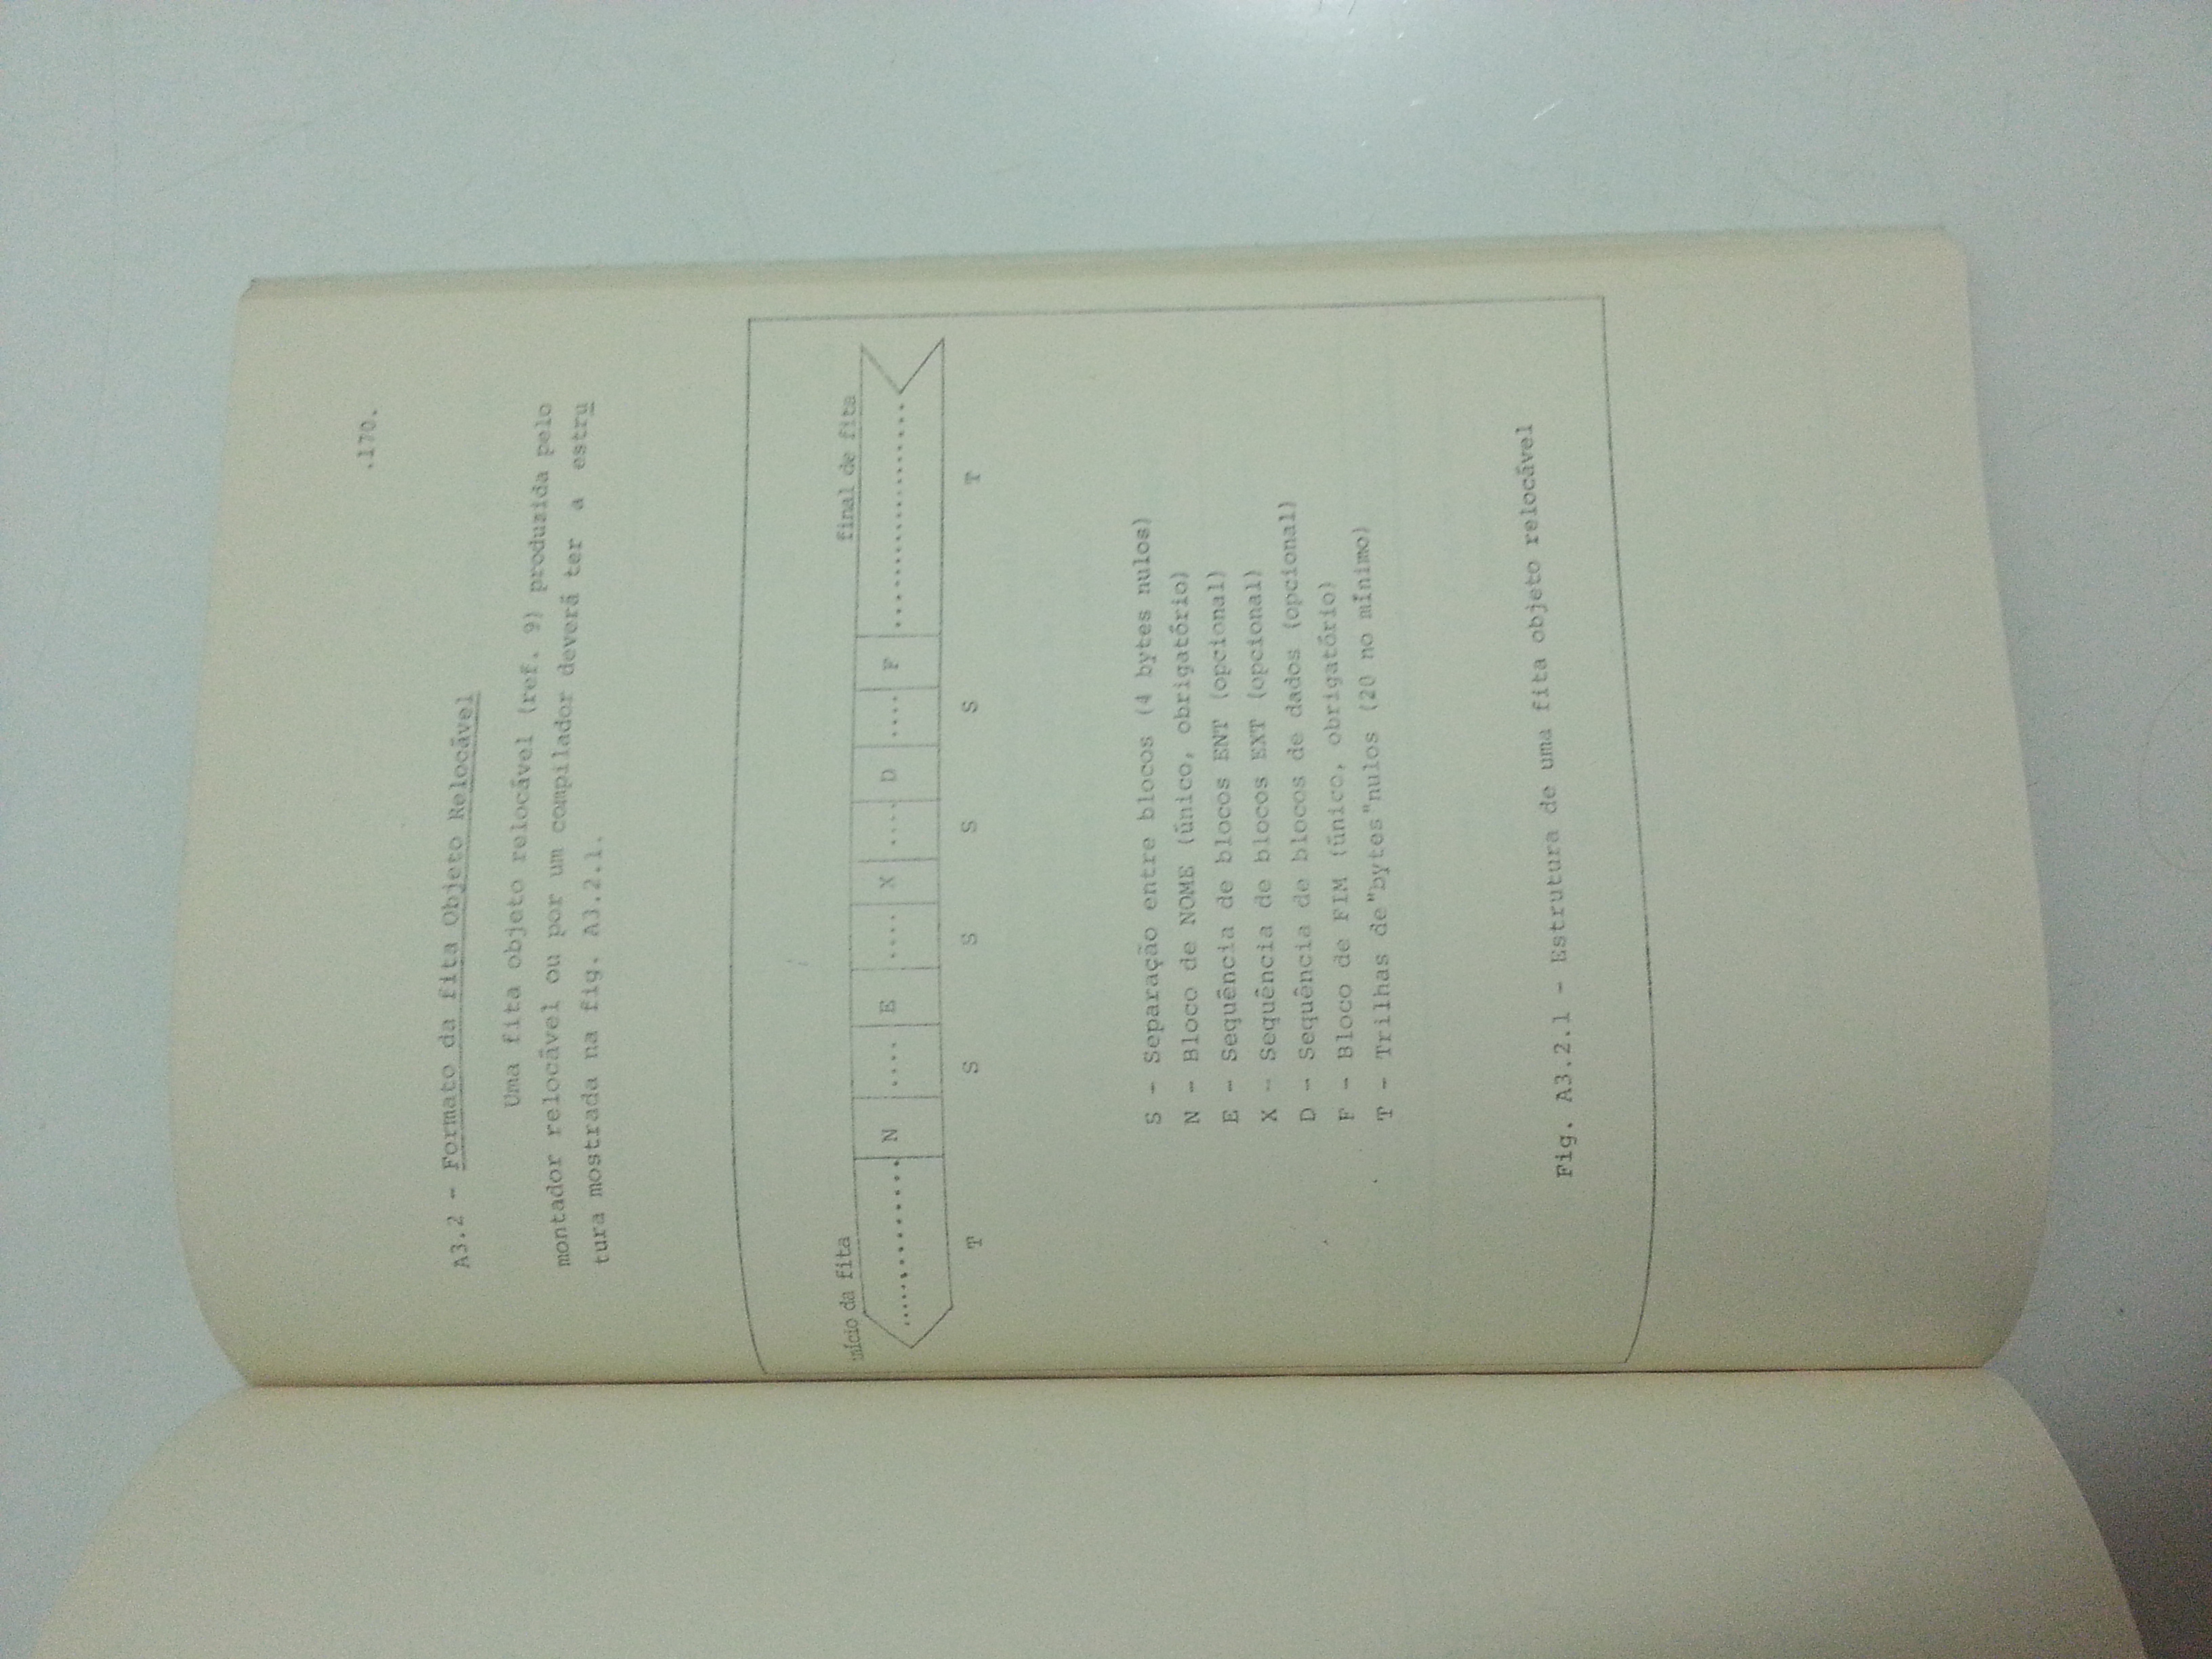 .170.
A3.2 - Formato da fita Objeto Relocável
Uma fita objeto relocável (ref. 9) produzida pelo
montador relocável ou por um compilador deverá ter a estru
tura mostrada na fig. A3.2.1.
início da fita final de fita
............... N .... E .... X .... D .... F ...................
T S S S S T
S - Separação entre blocos (4 bytes nulos)
N - Bloco de NOME (único, obrigatório)
E - Sequência de blocos ENT (opcional)
X - Sequência de blocos EXT (opcional)
D - Sequência de blocos de dados (opcional)
F - Bloco de FIM (único, obrigatório)
T - Trilhas de "bytes" nulos (20 no mínimo)
Fig. A3.2.1 - Estrutura de uma fita objeto relocável